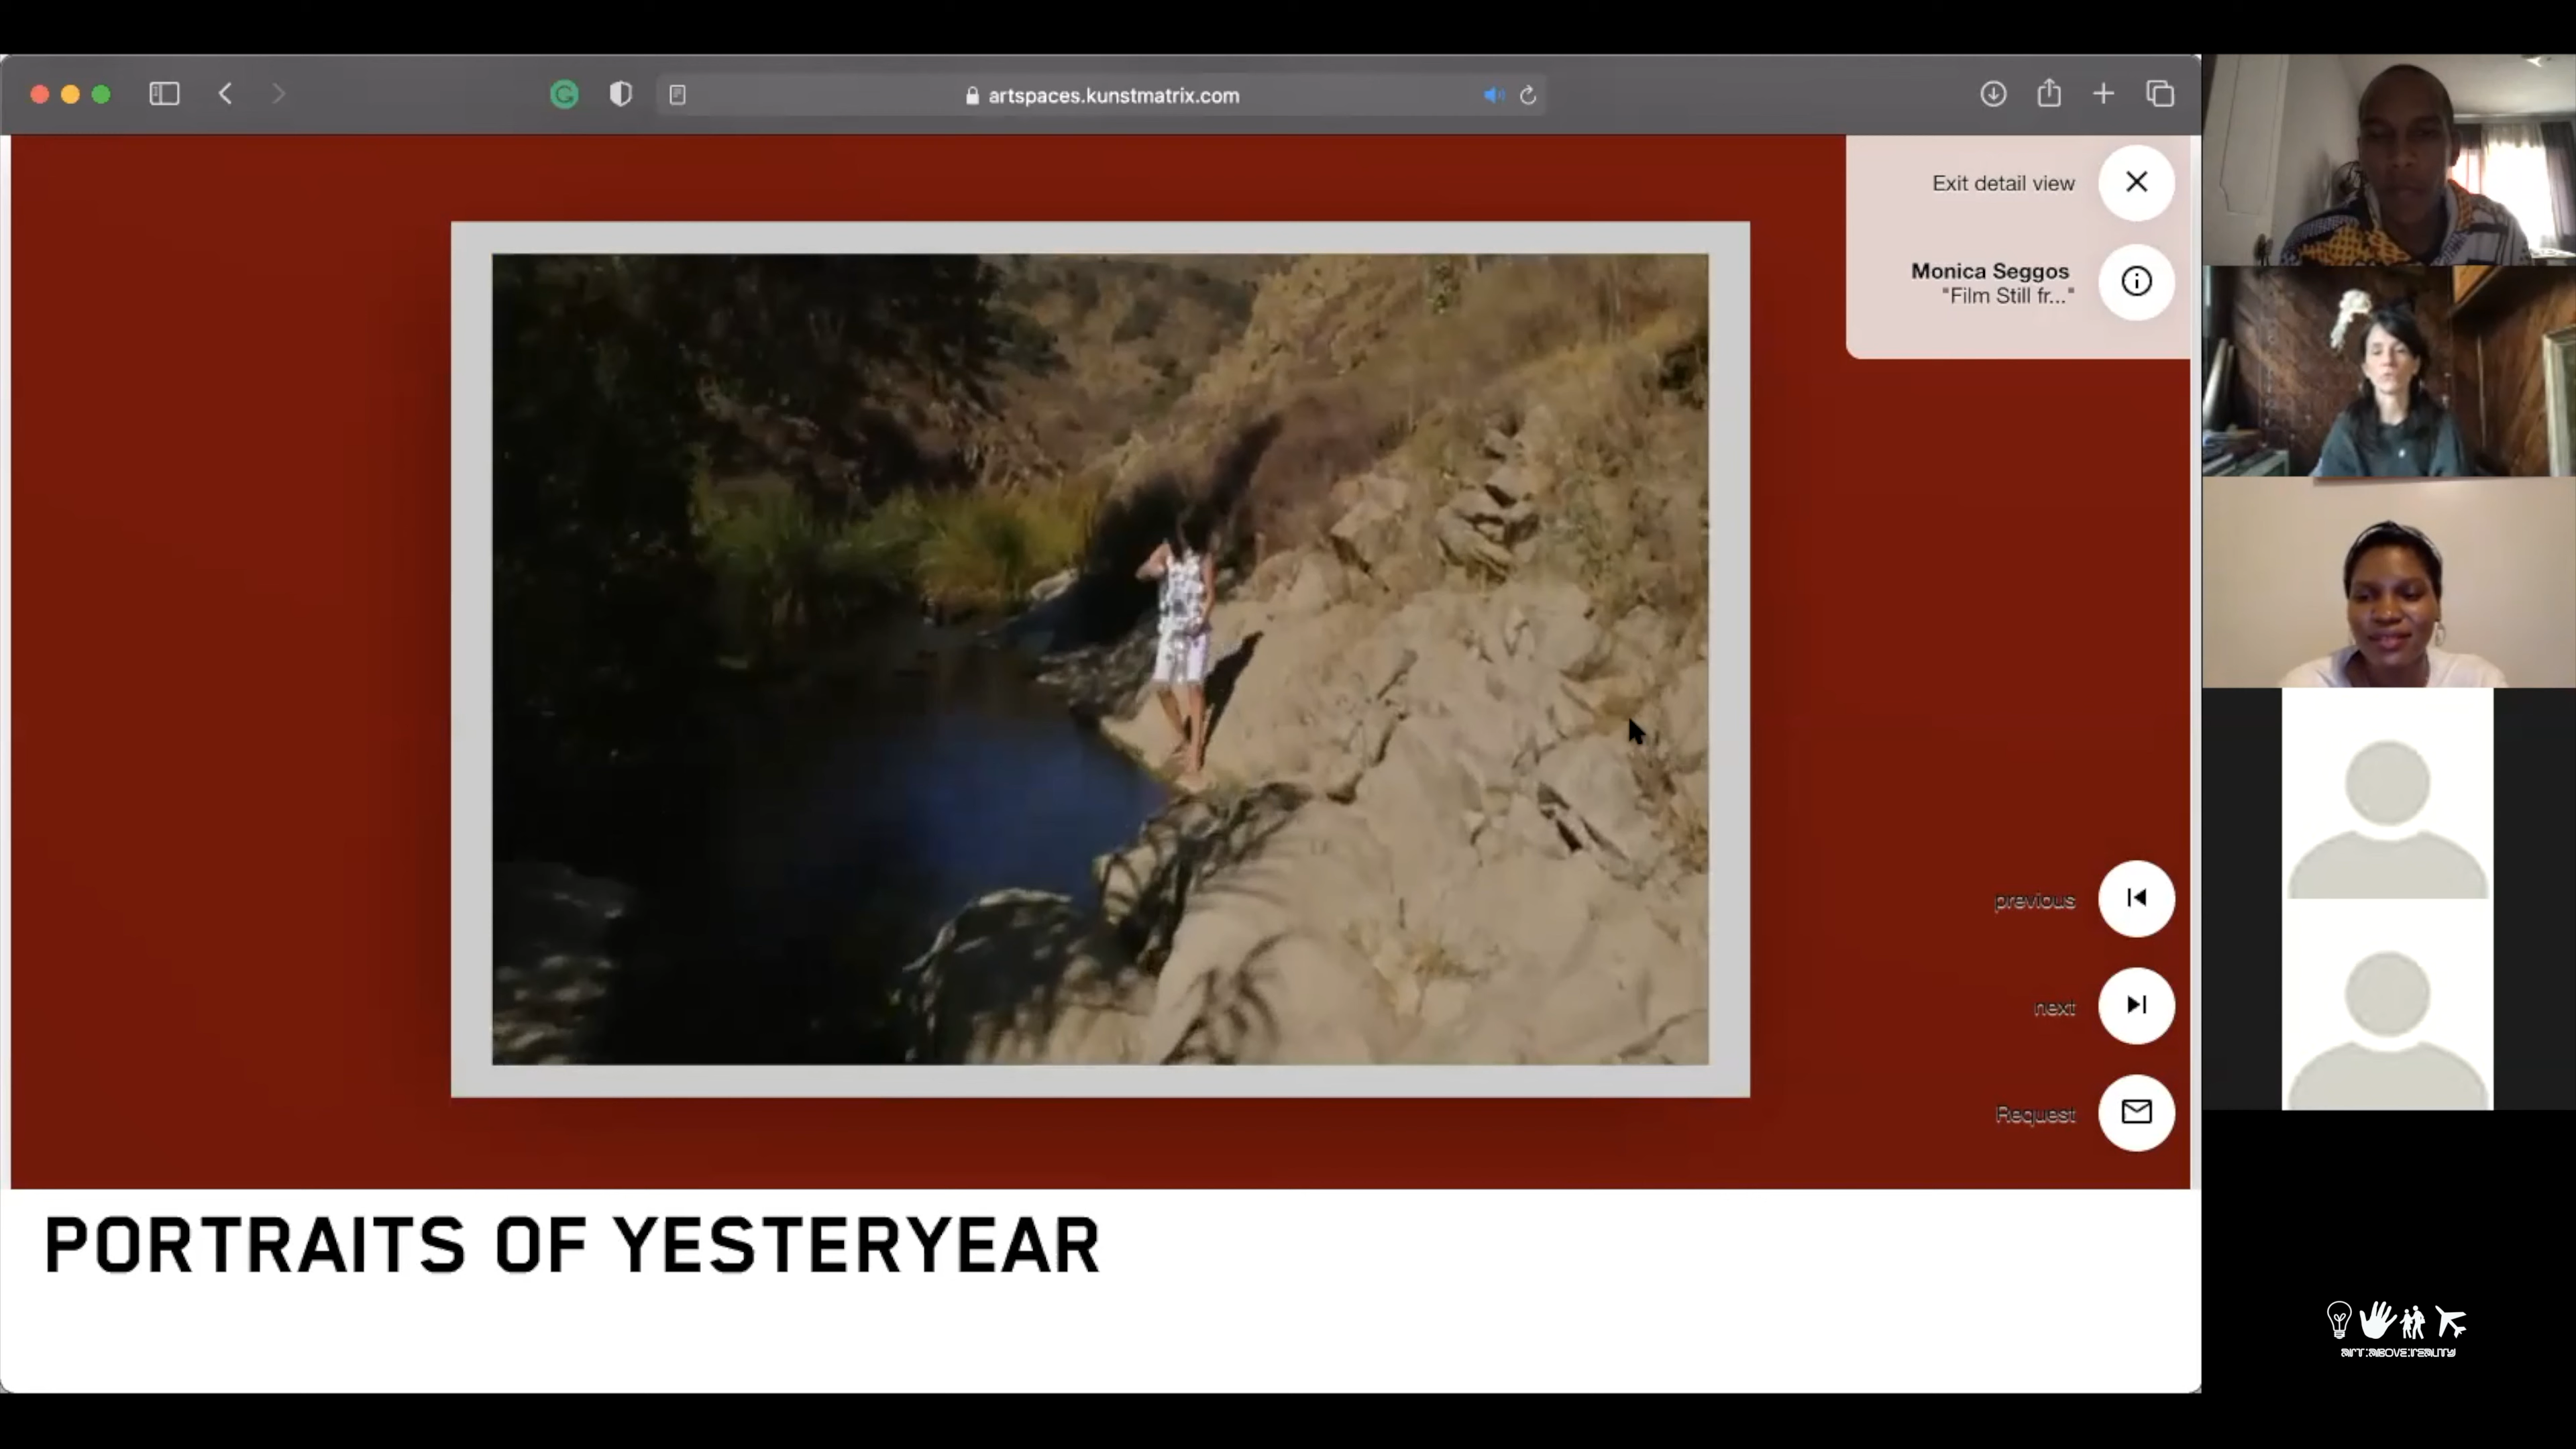 artspaces.kunstmatrix.com
Exit detail view
Monica Seggos
"Film Still fr..."
previous
next
Request
PORTRAITS OF YESTERYEAR
ART:ABOVE:REALITY